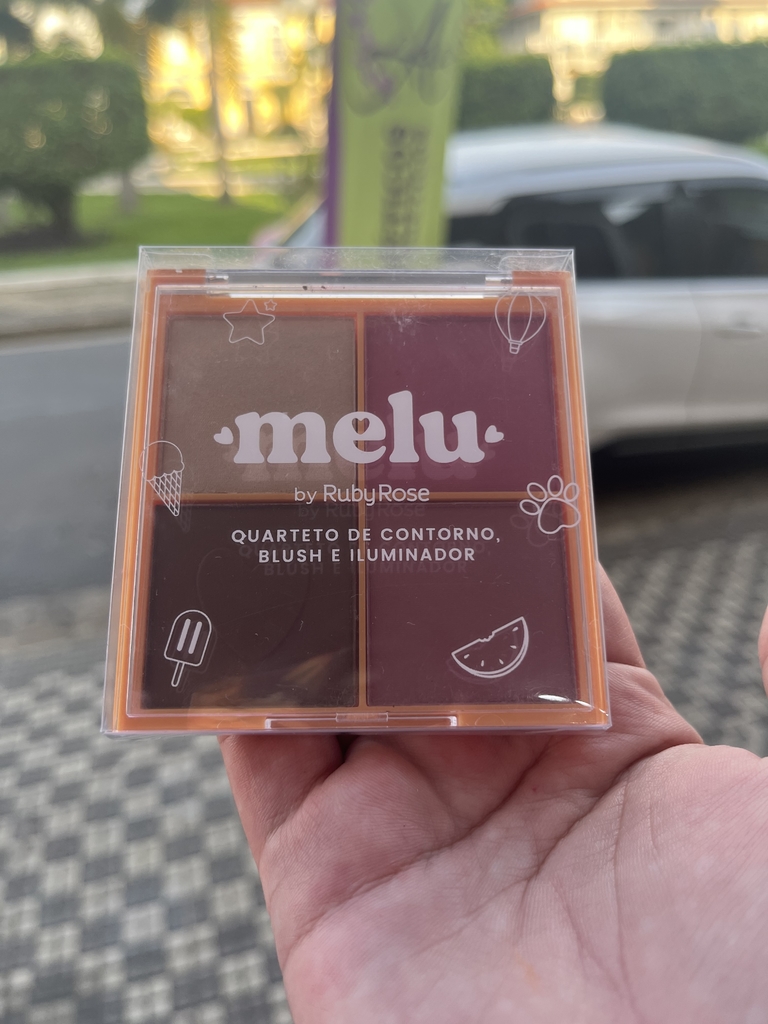 melu
by RubyRose
QUARTETO DE CONTORNO,
BLUSH E ILUMINADOR